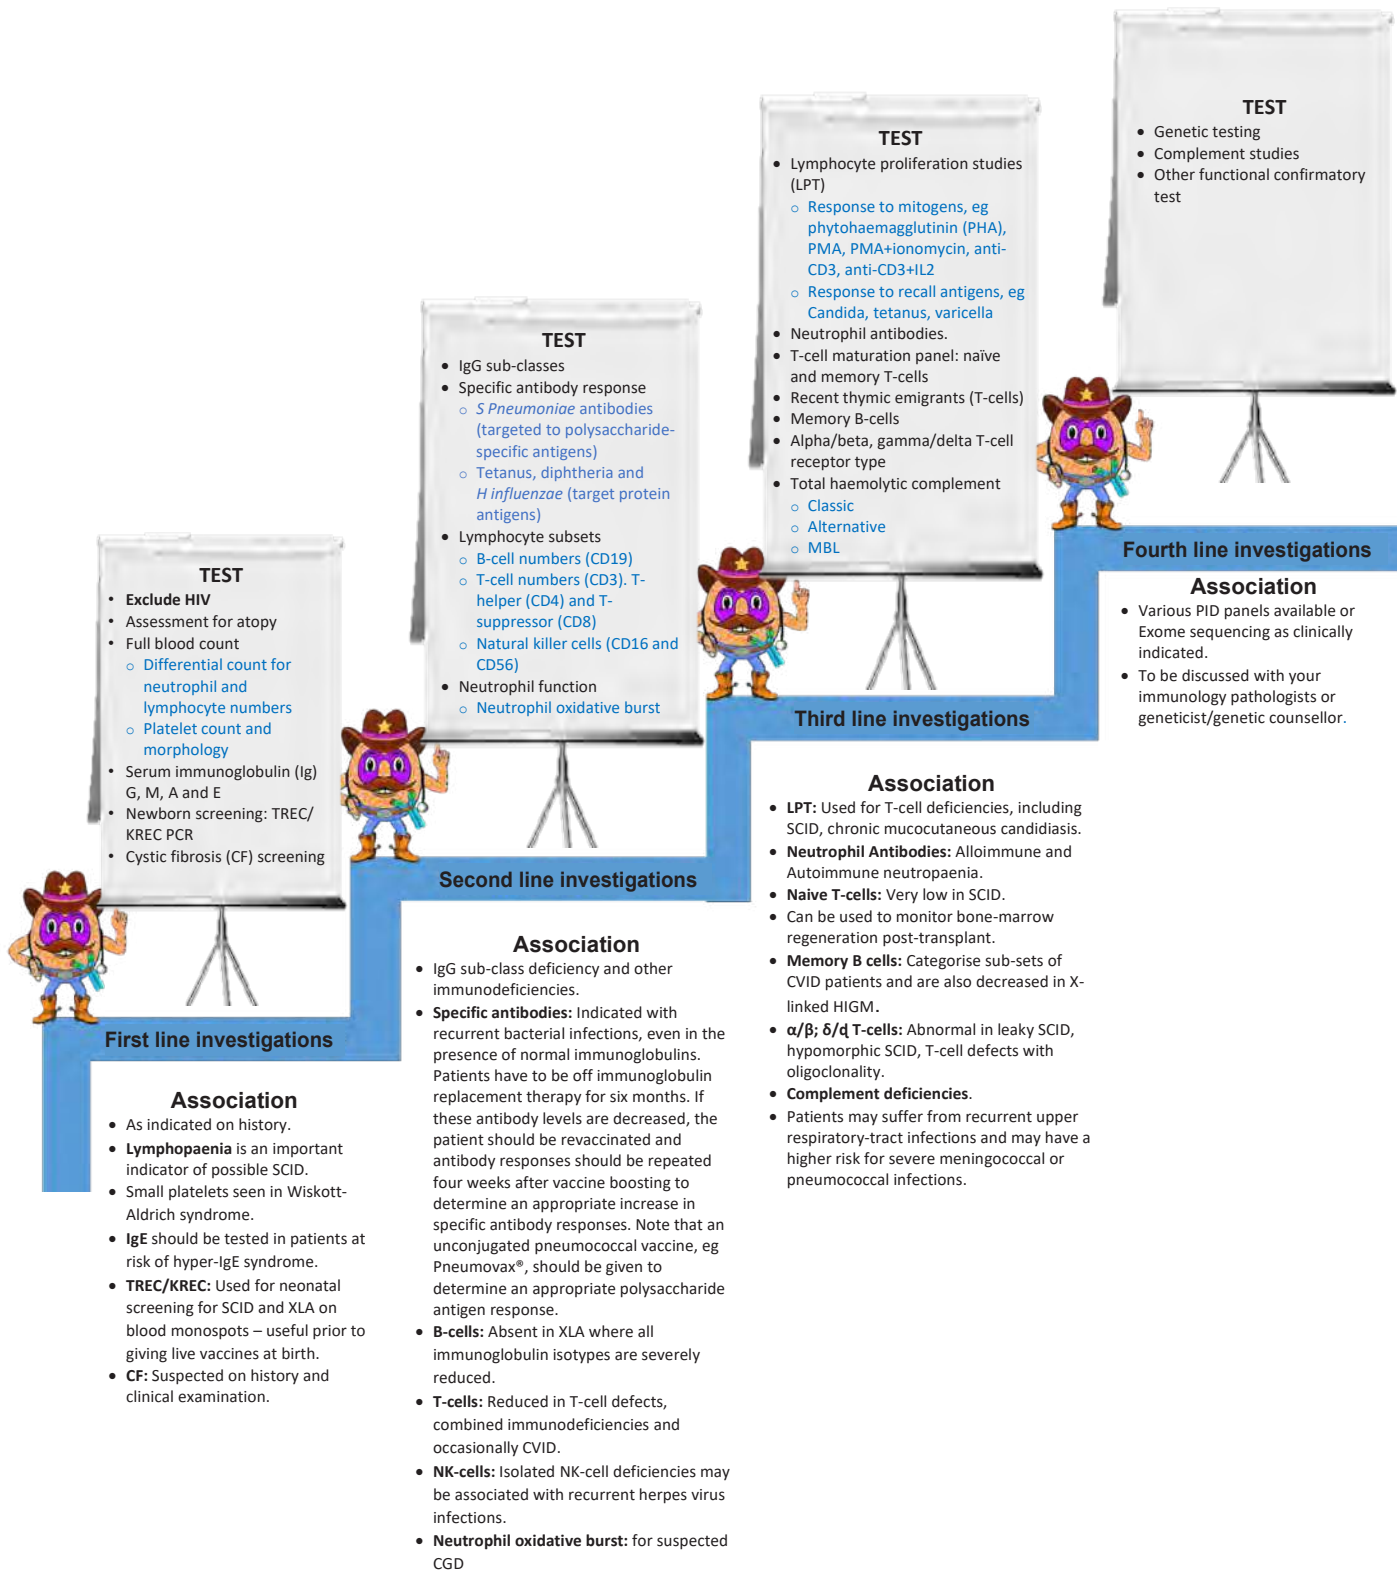 TEST
• Exclude HIV
• Assessment for atopy
• Full blood count
o Differential count for
neutrophil and
lymphocyte numbers
o Platelet count and
morphology
• Serum immunoglobulin (Ig)
G, M, A and E
• Newborn screening: TREC/
KREC PCR
• Cystic fibrosis (CF) screening
First line investigations
Association
• As indicated on history.
• Lymphopaenia is an important
indicator of possible SCID.
• Small platelets seen in Wiskott-
Aldrich syndrome.
• IgE should be tested in patients at
risk of hyper-IgE syndrome.
• TREC/KREC: Used for neonatal
screening for SCID and XLA on
blood monospots – useful prior to
giving live vaccines at birth.
• CF: Suspected on history and
clinical examination.
TEST
• IgG sub-classes
• Specific antibody response
o S Pneumoniae antibodies
(targeted to polysaccharide-
specific antigens)
o Tetanus, diphtheria and
H influenzae (target protein
antigens)
• Lymphocyte subsets
o B-cell numbers (CD19)
o T-cell numbers (CD3). T-
helper (CD4) and T-
suppressor (CD8)
o Natural killer cells (CD16 and
CD56)
• Neutrophil function
o Neutrophil oxidative burst
Second line investigations
Association
• IgG sub-class deficiency and other
immunodeficiencies.
• Specific antibodies: Indicated with
recurrent bacterial infections, even in the
presence of normal immunoglobulins.
Patients have to be off immunoglobulin
replacement therapy for six months. If
these antibody levels are decreased, the
patient should be revaccinated and
antibody responses should be repeated
four weeks after vaccine boosting to
determine an appropriate increase in
specific antibody responses. Note that an
unconjugated pneumococcal vaccine, eg
Pneumovax®, should be given to
determine an appropriate polysaccharide
antigen response.
• B-cells: Absent in XLA where all
immunoglobulin isotypes are severely
reduced.
• T-cells: Reduced in T-cell defects,
combined immunodeficiencies and
occasionally CVID.
• NK-cells: Isolated NK-cell deficiencies may
be associated with recurrent herpes virus
infections.
• Neutrophil oxidative burst: for suspected
CGD
TEST
• Lymphocyte proliferation studies
(LPT)
o Response to mitogens, eg
phytohaemagglutinin (PHA),
PMA, PMA+ionomycin, anti-
CD3, anti-CD3+IL2
o Response to recall antigens, eg
Candida, tetanus, varicella
• Neutrophil antibodies.
• T-cell maturation panel: naïve
and memory T-cells
• Recent thymic emigrants (T-cells)
• Memory B-cells
• Alpha/beta, gamma/delta T-cell
receptor type
• Total haemolytic complement
o Classic
o Alternative
o MBL
Third line investigations
Association
• LPT: Used for T-cell deficiencies, including
SCID, chronic mucocutaneous candidiasis.
• Neutrophil Antibodies: Alloimmune and
Autoimmune neutropaenia.
• Naive T-cells: Very low in SCID.
• Can be used to monitor bone-marrow
regeneration post-transplant.
• Memory B cells: Categorise sub-sets of
CVID patients and are also decreased in X-
linked HIGM.
• α/β; δ/ɖ T-cells: Abnormal in leaky SCID,
hypomorphic SCID, T-cell defects with
oligoclonality.
• Complement deficiencies.
• Patients may suffer from recurrent upper
respiratory-tract infections and may have a
higher risk for severe meningococcal or
pneumococcal infections.
TEST
• Genetic testing
• Complement studies
• Other functional confirmatory
test
Fourth line investigations
Association
• Various PID panels available or
Exome sequencing as clinically
indicated.
• To be discussed with your
immunology pathologists or
geneticist/genetic counsellor.